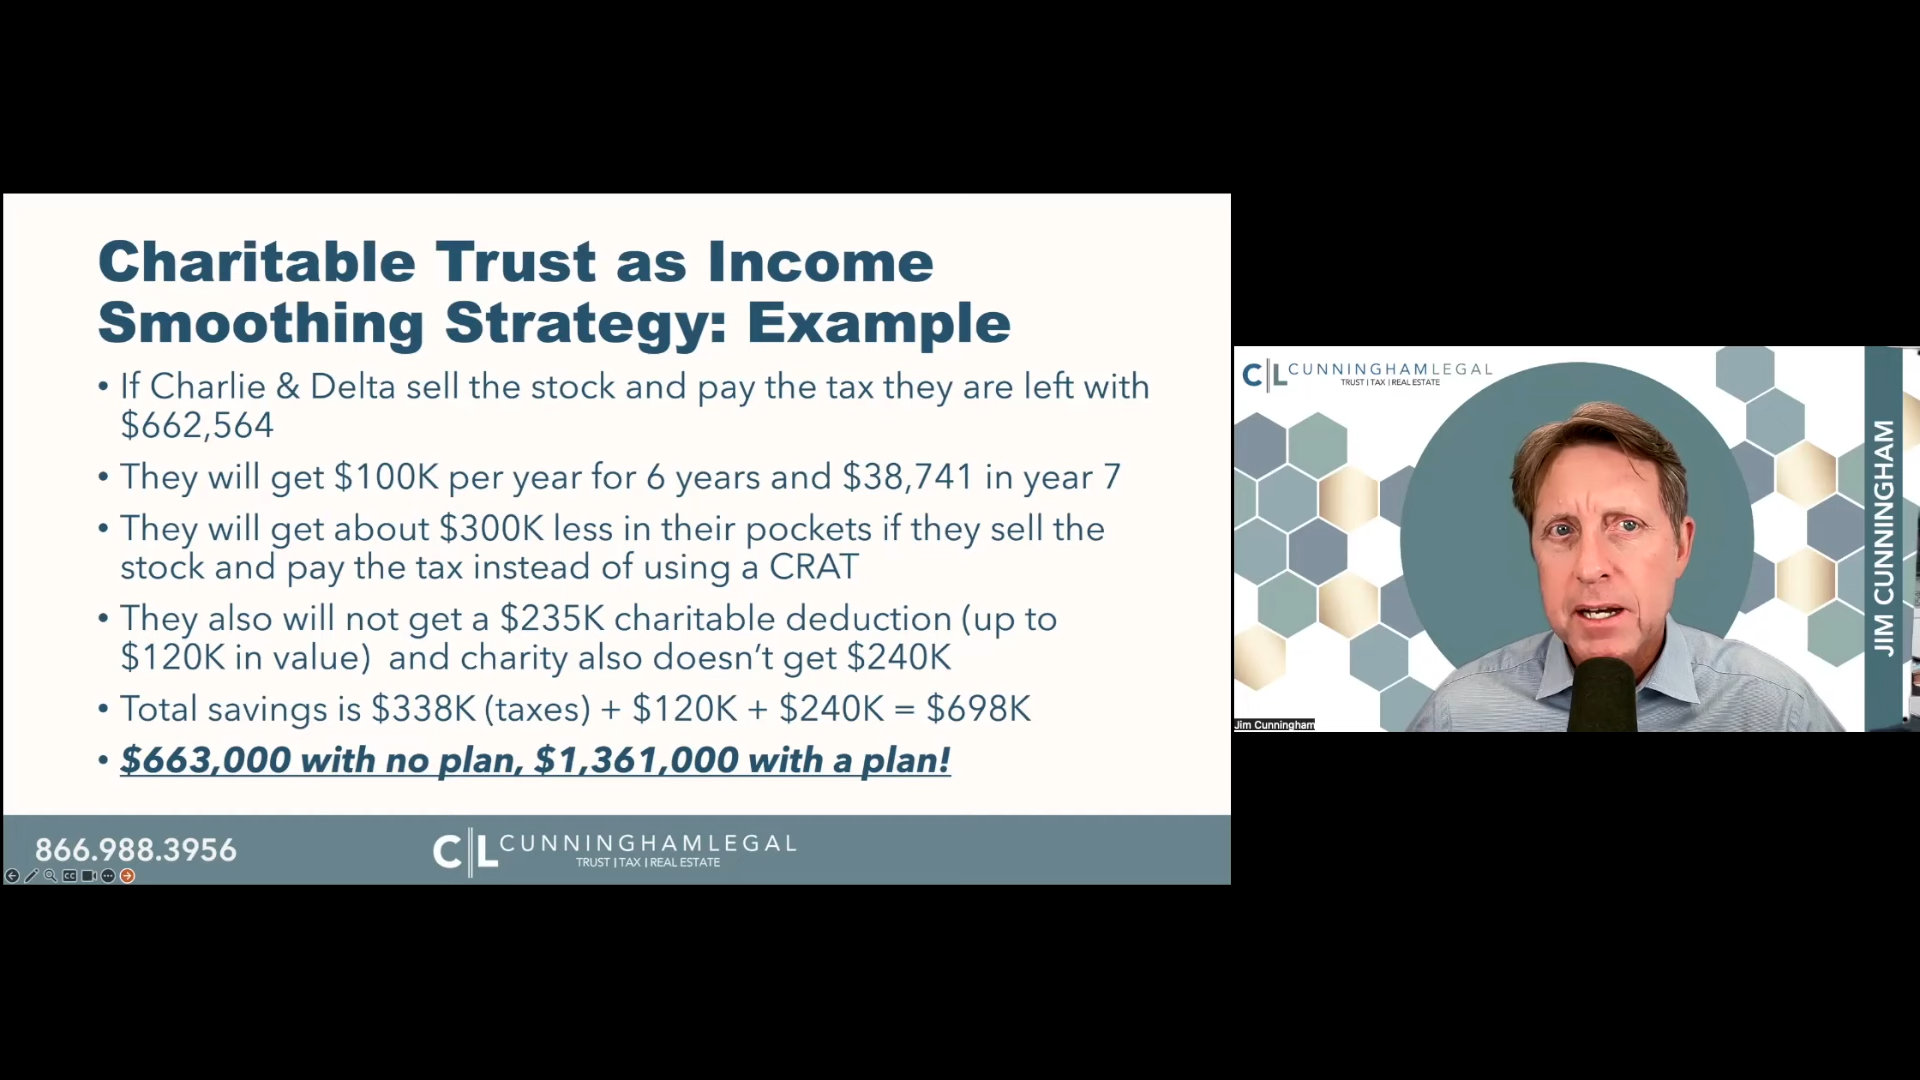 Charitable Trust as Income
Smoothing Strategy: Example
• If Charlie & Delta sell the stock and pay the tax they are left with
$662,564
• They will get $100K per year for 6 years and $38,741 in year 7
• They will get about $300K less in their pockets if they sell the
stock and pay the tax instead of using a CRAT
• They also will not get a $235K charitable deduction (up to
$120K in value) and charity also doesn't get $240K
• Total savings is $338K (taxes) + $120K + $240K = $698K
• $663,000 with no plan, $1,361,000 with a plan!
866.988.3956
CL CUNNINGHAMLEGAL
TRUST | TAX | REAL ESTATE
CC
CL CUNNINGHAMLEGAL
TRUST | TAX | REAL ESTATE
JIM CUNNINGHAM
Jim Cunningham